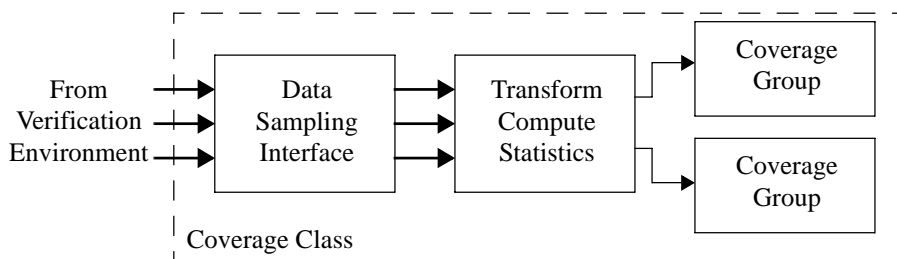 From
Verification
Environment
Data
Sampling
Interface
Transform
Compute
Statistics
Coverage
Group
Coverage
Group
Coverage Class